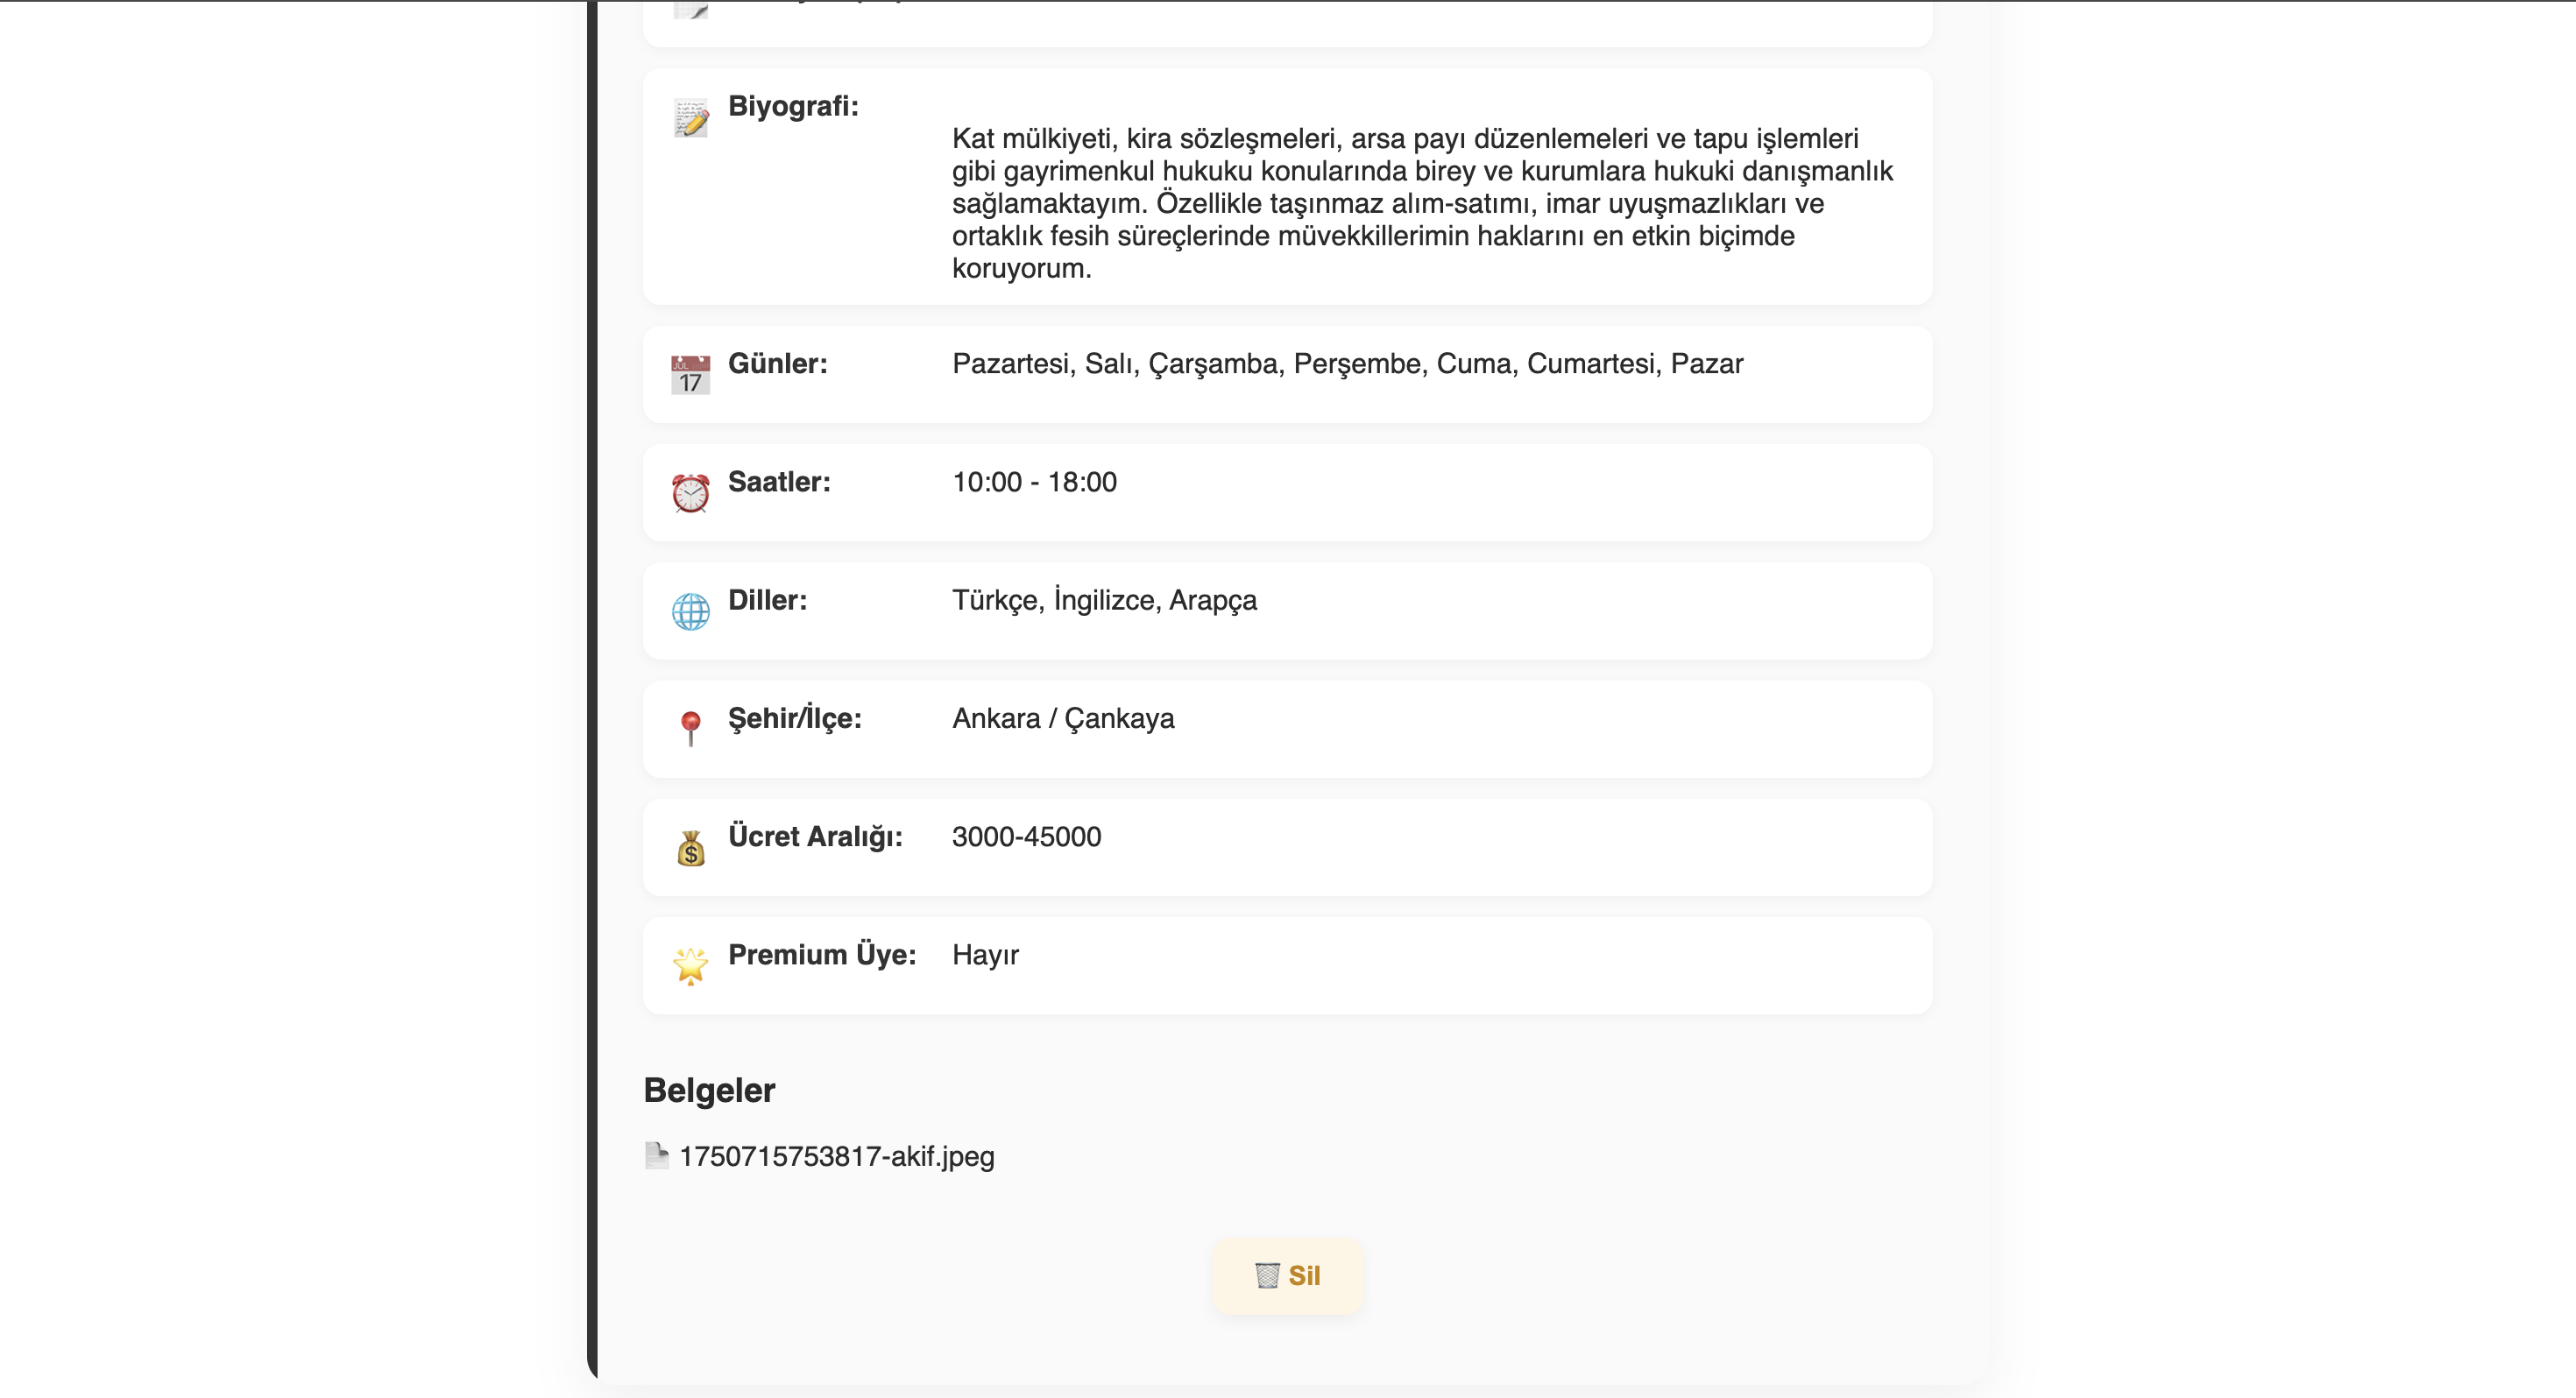 Biyografi:
Kat mülkiyeti, kira sözleşmeleri, arsa payı düzenlemeleri ve tapu işlemleri
gibi gayrimenkul hukuku konularında birey ve kurumlara hukuki danışmanlık
sağlamaktayım. Özellikle taşınmaz alım-satımı, imar uyuşmazlıkları ve
ortaklık fesih süreçlerinde müvekkillerimin haklarını en etkin biçimde
koruyorum.
JUL
17
Günler: Pazartesi, Salı, Çarşamba, Perşembe, Cuma, Cumartesi, Pazar
Saatler: 10:00 - 18:00
Diller: Türkçe, İngilizce, Arapça
Şehir/İlçe: Ankara / Çankaya
Ücret Aralığı: 3000-45000
Premium Üye: Hayır
Belgeler
1750715753817-akif.jpeg
Sil